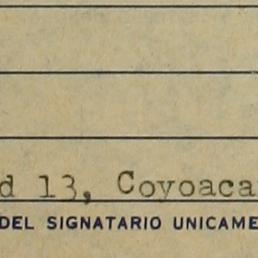 d 13, Coyoaca
DEL SIGNATARIO UNICAME